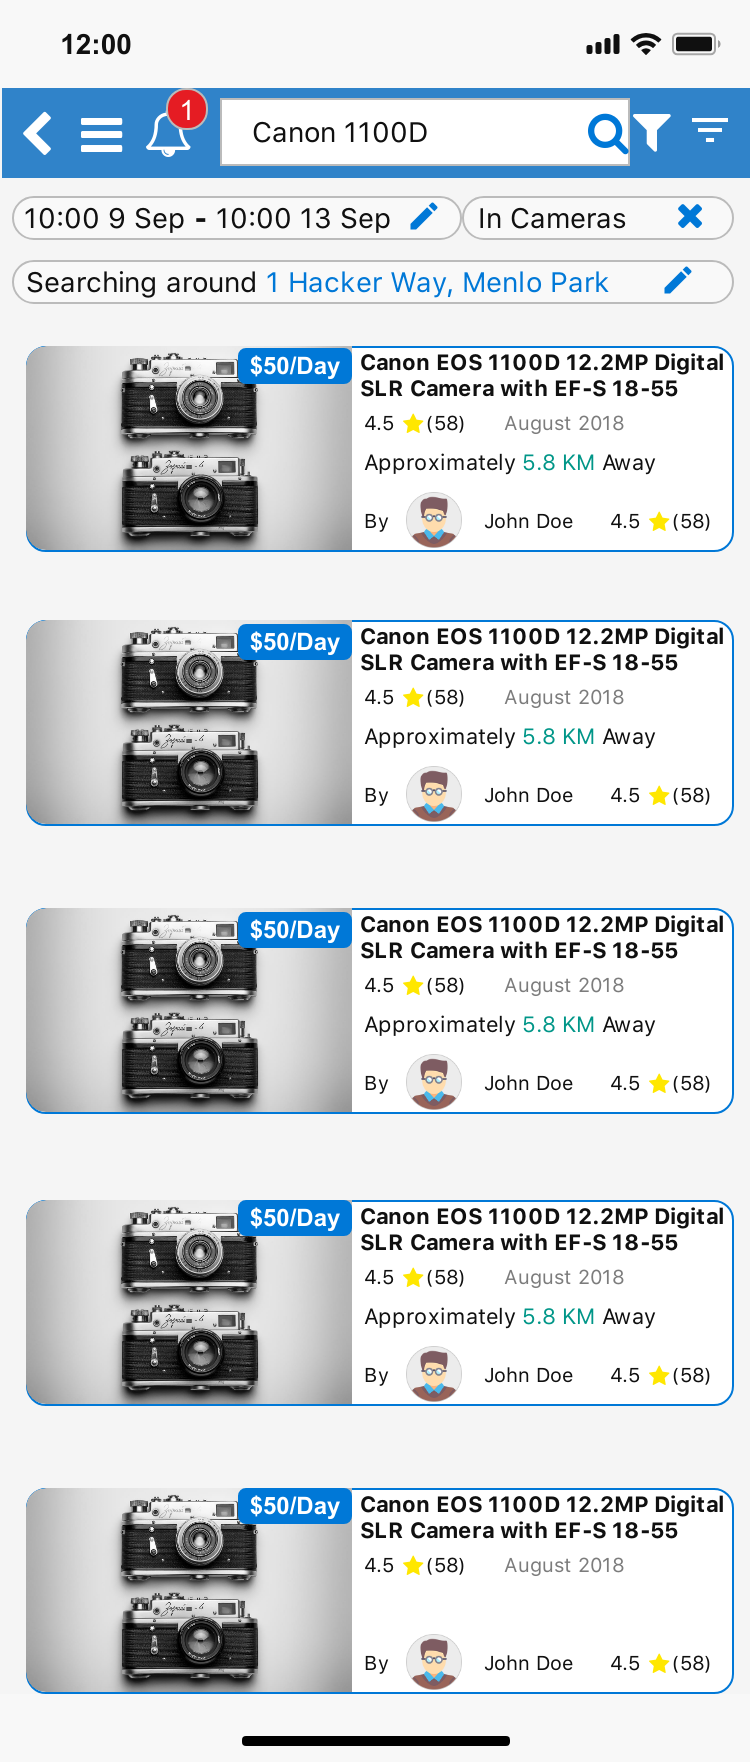 12:00
1
Canon 1100D
10:00 9 Sep - 10:00 13 Sep
In Cameras
Searching around 1 Hacker Way, Menlo Park
$50/Day
Canon EOS 1100D 12.2MP Digital
SLR Camera with EF-S 18-55
4.5 (58) August 2018
Approximately 5.8 KM Away
By John Doe 4.5 (58)
$50/Day
Canon EOS 1100D 12.2MP Digital
SLR Camera with EF-S 18-55
4.5 (58) August 2018
Approximately 5.8 KM Away
By John Doe 4.5 (58)
$50/Day
Canon EOS 1100D 12.2MP Digital
SLR Camera with EF-S 18-55
4.5 (58) August 2018
Approximately 5.8 KM Away
By John Doe 4.5 (58)
$50/Day
Canon EOS 1100D 12.2MP Digital
SLR Camera with EF-S 18-55
4.5 (58) August 2018
Approximately 5.8 KM Away
By John Doe 4.5 (58)
$50/Day
Canon EOS 1100D 12.2MP Digital
SLR Camera with EF-S 18-55
4.5 (58) August 2018
By John Doe 4.5 (58)